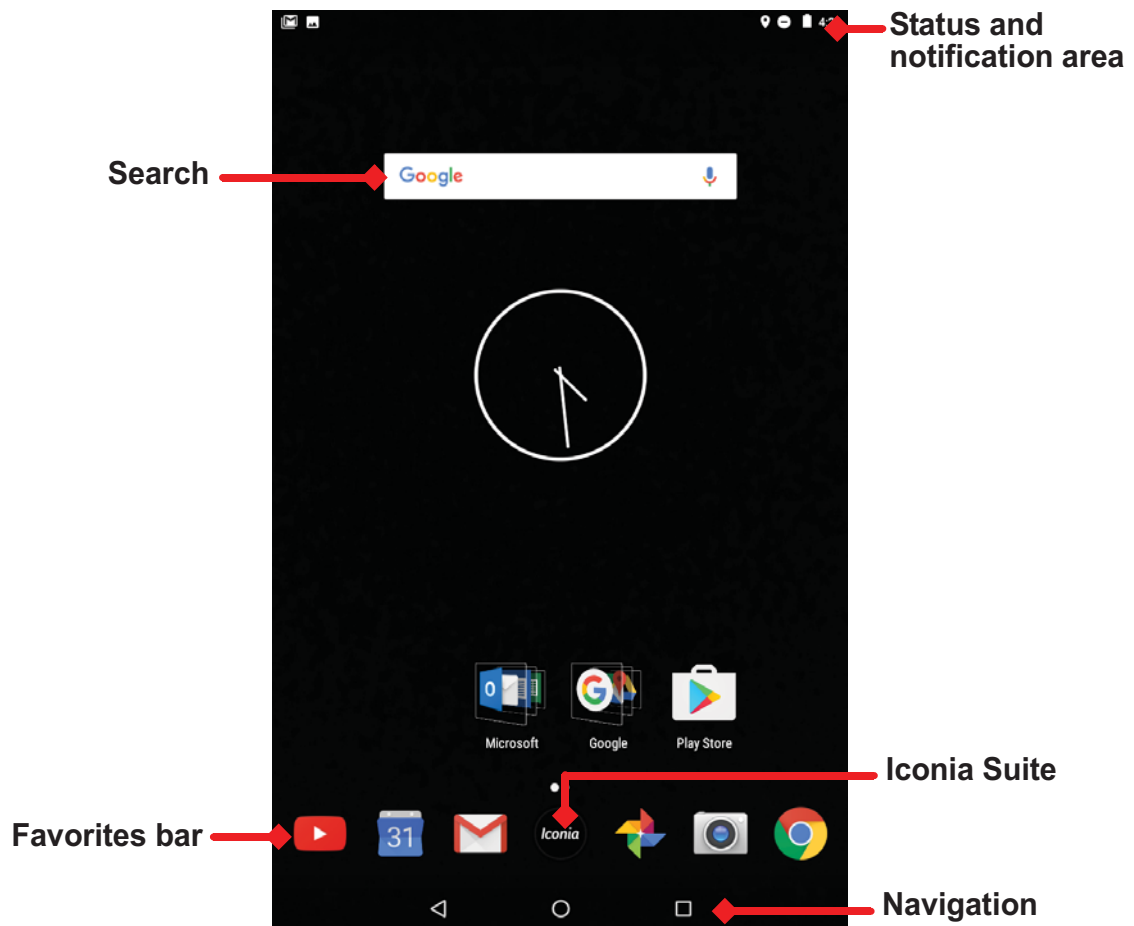 Status and
notification area
Search
Google
Microsoft
Google
Play Store
Iconia Suite
Favorites bar
31
Iconia
Navigation